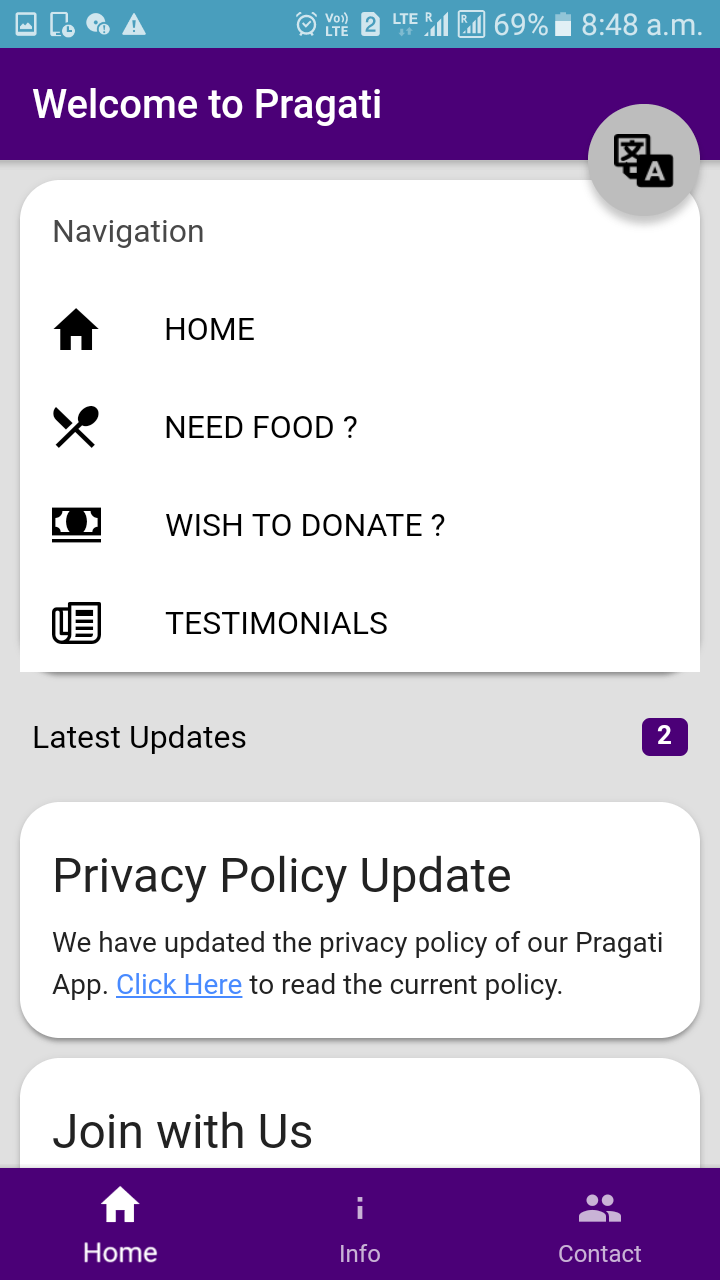 Vo)) LTE 2 LTE R R 69% 8:48 a.m.
Welcome to Pragati
文 A
Navigation
HOME
NEED FOOD ?
WISH TO DONATE ?
TESTIMONIALS
Latest Updates 2
Privacy Policy Update
We have updated the privacy policy of our Pragati
App. Click Here to read the current policy.
Join with Us
Home Info Contact